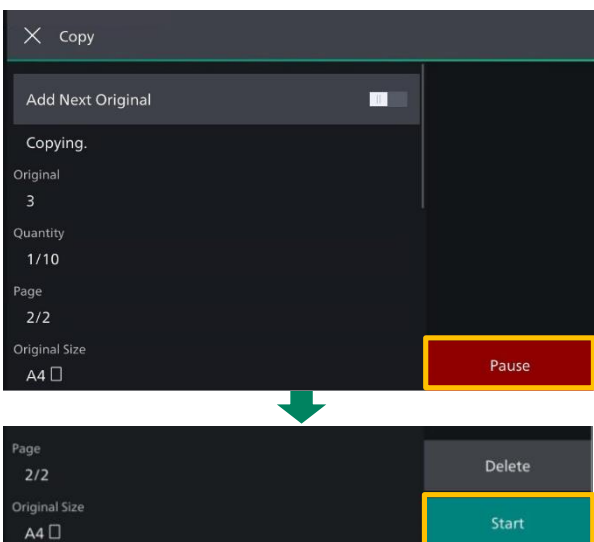 Copy
Add Next Original
Copying.
Original
3
Quantity
1/10
Page
2/2
Original Size
A4
Pause
Page
2/2
Delete
Original Size
A4
Start